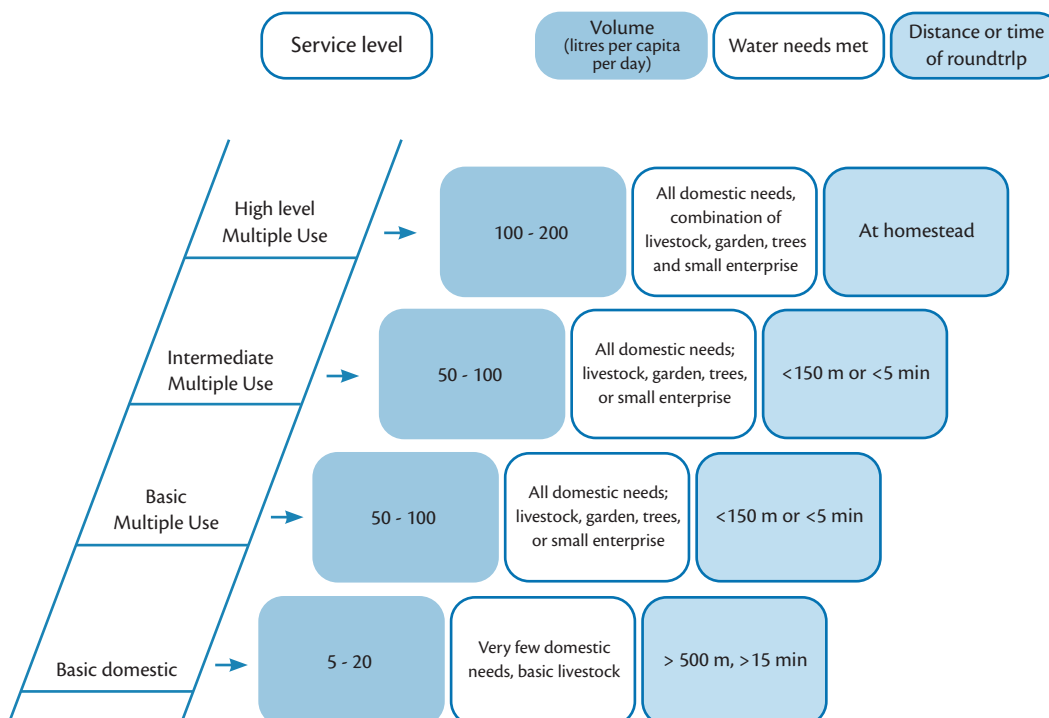 Service level
Volume
(litres per capita
per day)
Water needs met
Distance or time
of roundtrlp
High level
Multiple Use
100 - 200
All domestic needs,
combination of
livestock, garden, trees
and small enterprise
At homestead
Intermediate
Multiple Use
50 - 100
All domestic needs;
livestock, garden, trees,
or small enterprise
<150 m or <5 min
Basic
Multiple Use
50 - 100
All domestic needs;
livestock, garden, trees,
or small enterprise
<150 m or <5 min
Basic domestic
5 - 20
Very few domestic
needs, basic livestock
> 500 m, >15 min